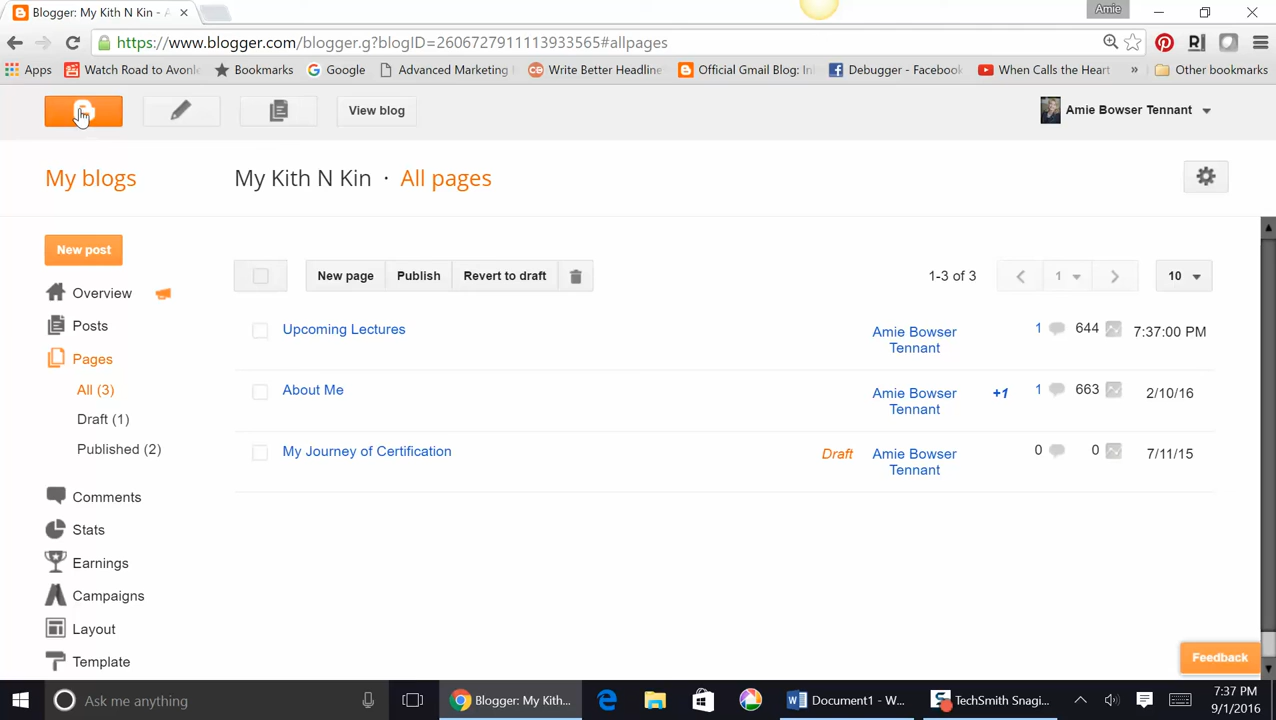 Blogger: My Kith N Kin -
Amie
https://www.blogger.com/blogger.g?blogID=2606727911113933565#allpages
Apps
Watch Road to Avonle
Bookmarks
Google
Advanced Marketing
Write Better Headline
Official Gmail Blog: In
Debugger - Facebook
When Calls the Heart
»
Other bookmarks
View blog
Amie Bowser Tennant
My blogs
My Kith N Kin · All pages
New post
New page
Publish
Revert to draft
1-3 of 3
1
10
Overview
Posts
Pages
All (3)
Draft (1)
Published (2)
Comments
Stats
Earnings
Campaigns
Layout
Template
Upcoming Lectures
Amie Bowser
Tennant
1
644
7:37:00 PM
About Me
Amie Bowser
Tennant
+1
1
663
2/10/16
My Journey of Certification
Draft
Amie Bowser
Tennant
0
0
7/11/15
Feedback
Ask me anything
Blogger: My Kith...
Document1 - W...
TechSmith Snagi...
7:37 PM
9/1/2016